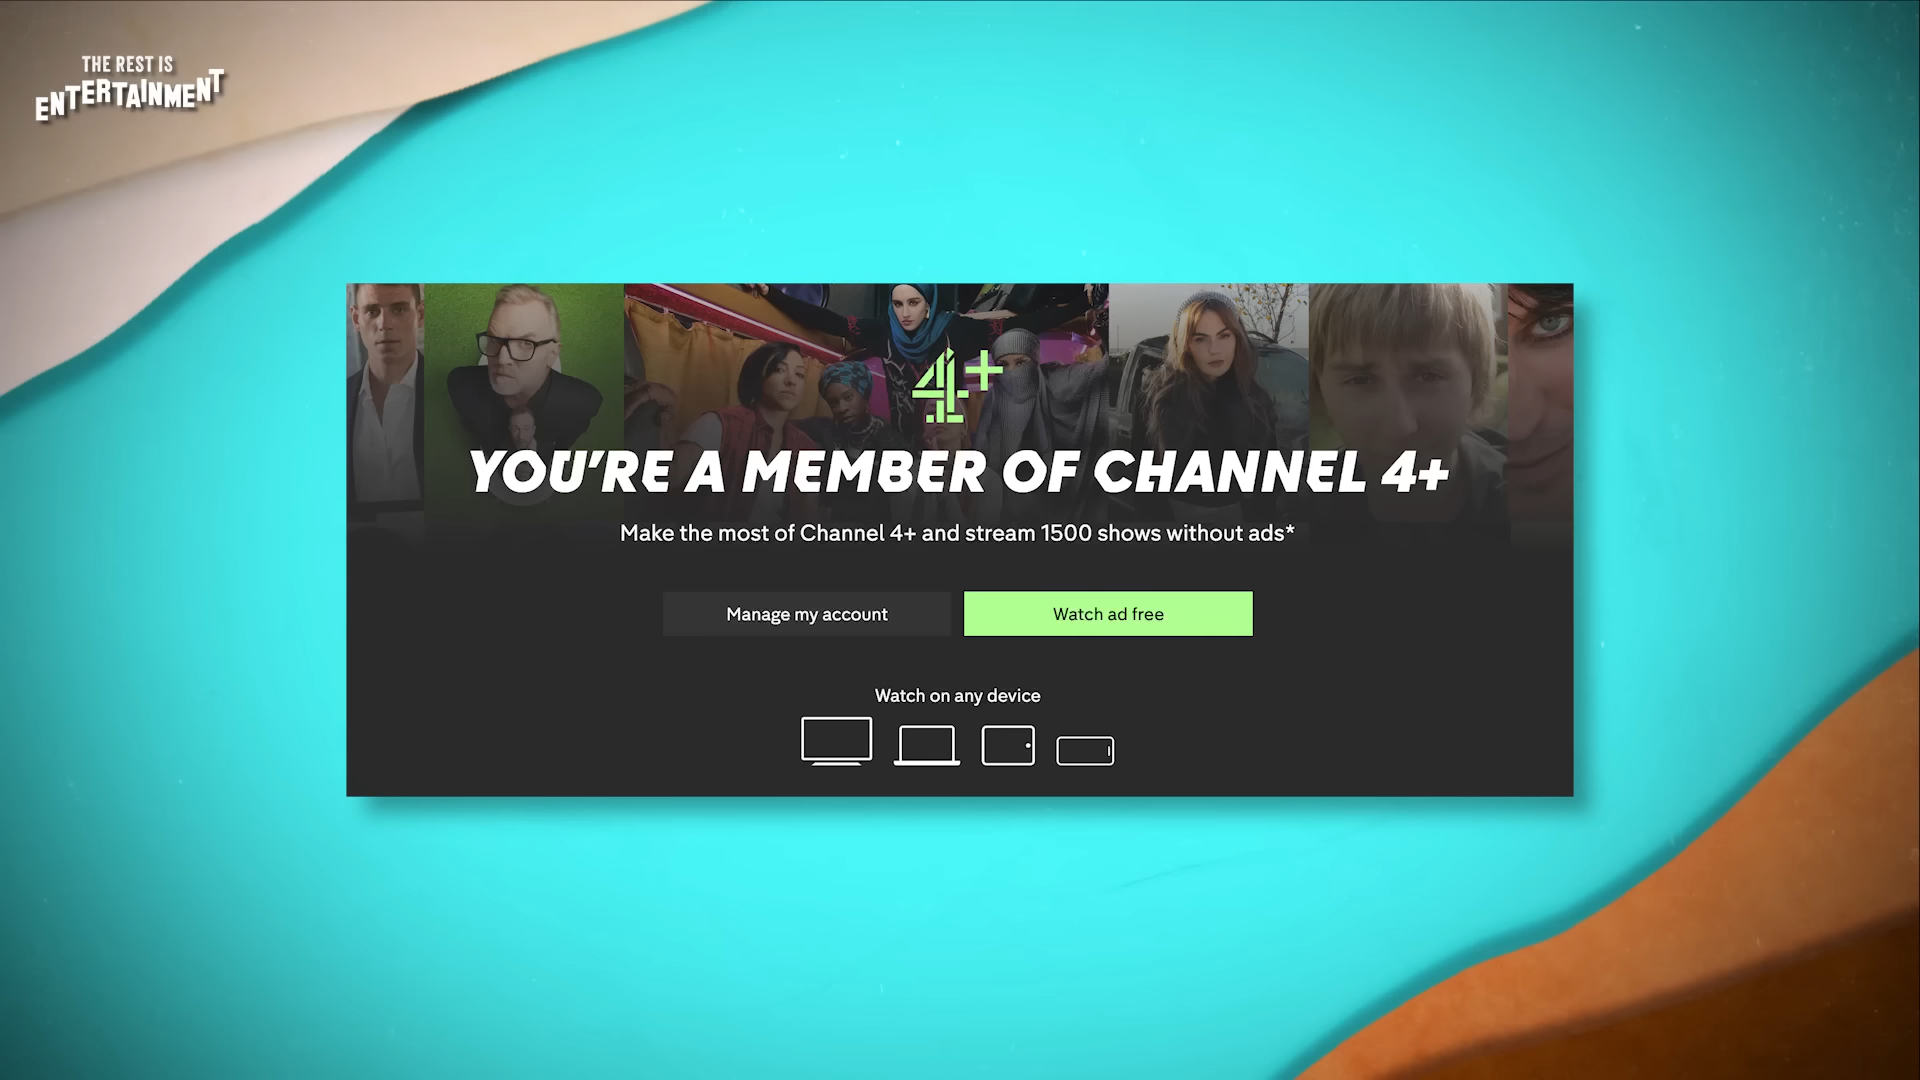 THE REST IS
ENTERTAINMENT
4+
YOU'RE A MEMBER OF CHANNEL 4+
Make the most of Channel 4+ and stream 1500 shows without ads*
Manage my account
Watch ad free
Watch on any device